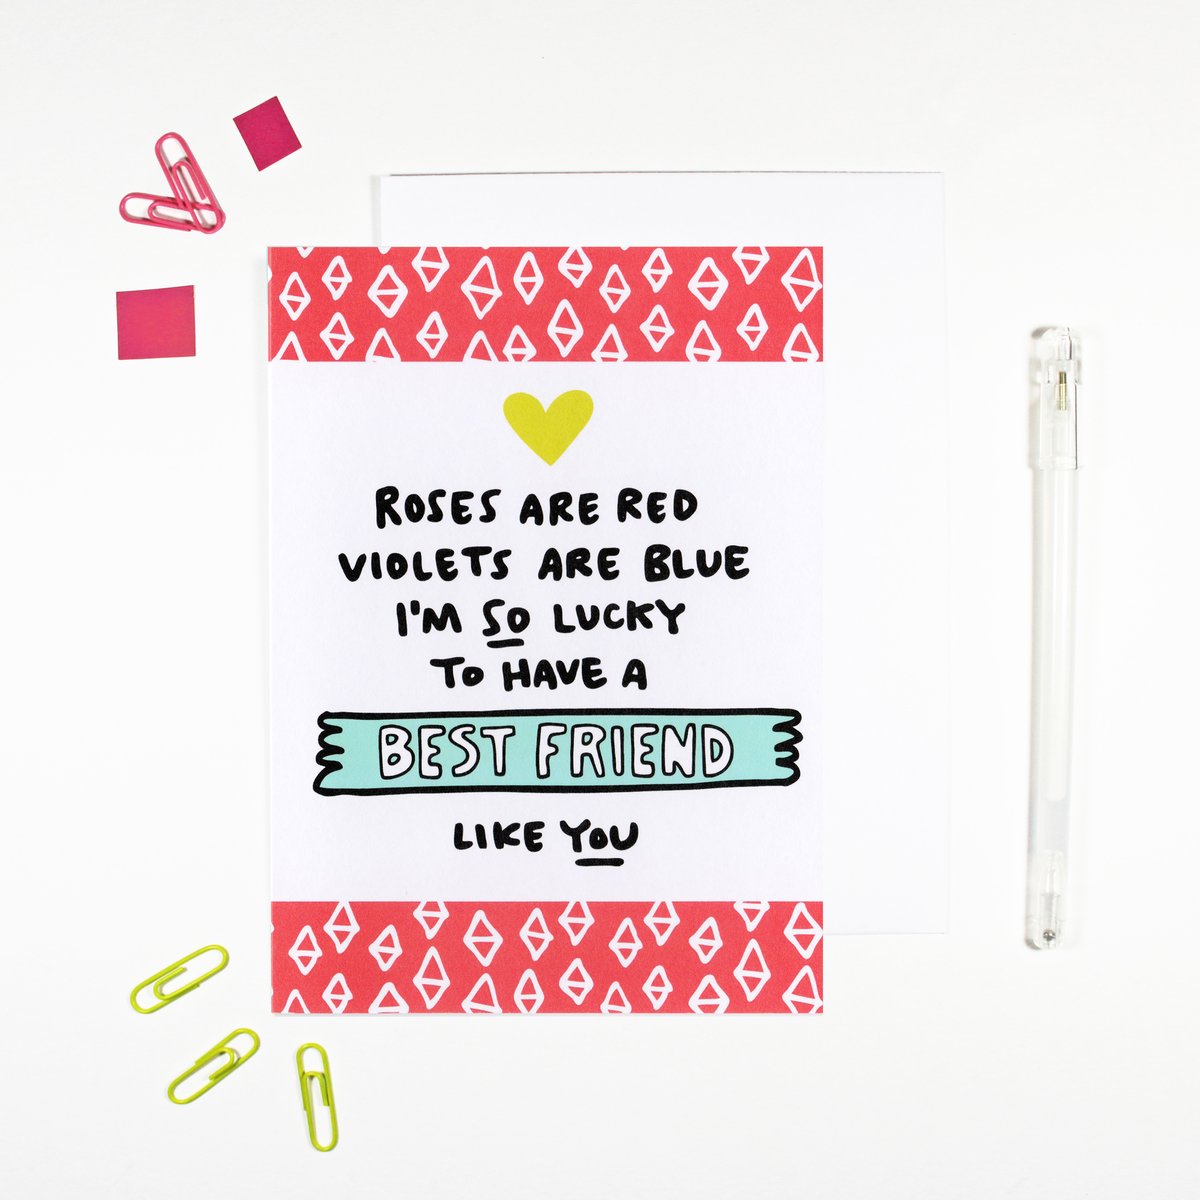 ROSES ARE RED
VIOLETS ARE BLUE
I'M SO LUCKY
TO HAVE A
BEST FRIEND
LIKE YOU